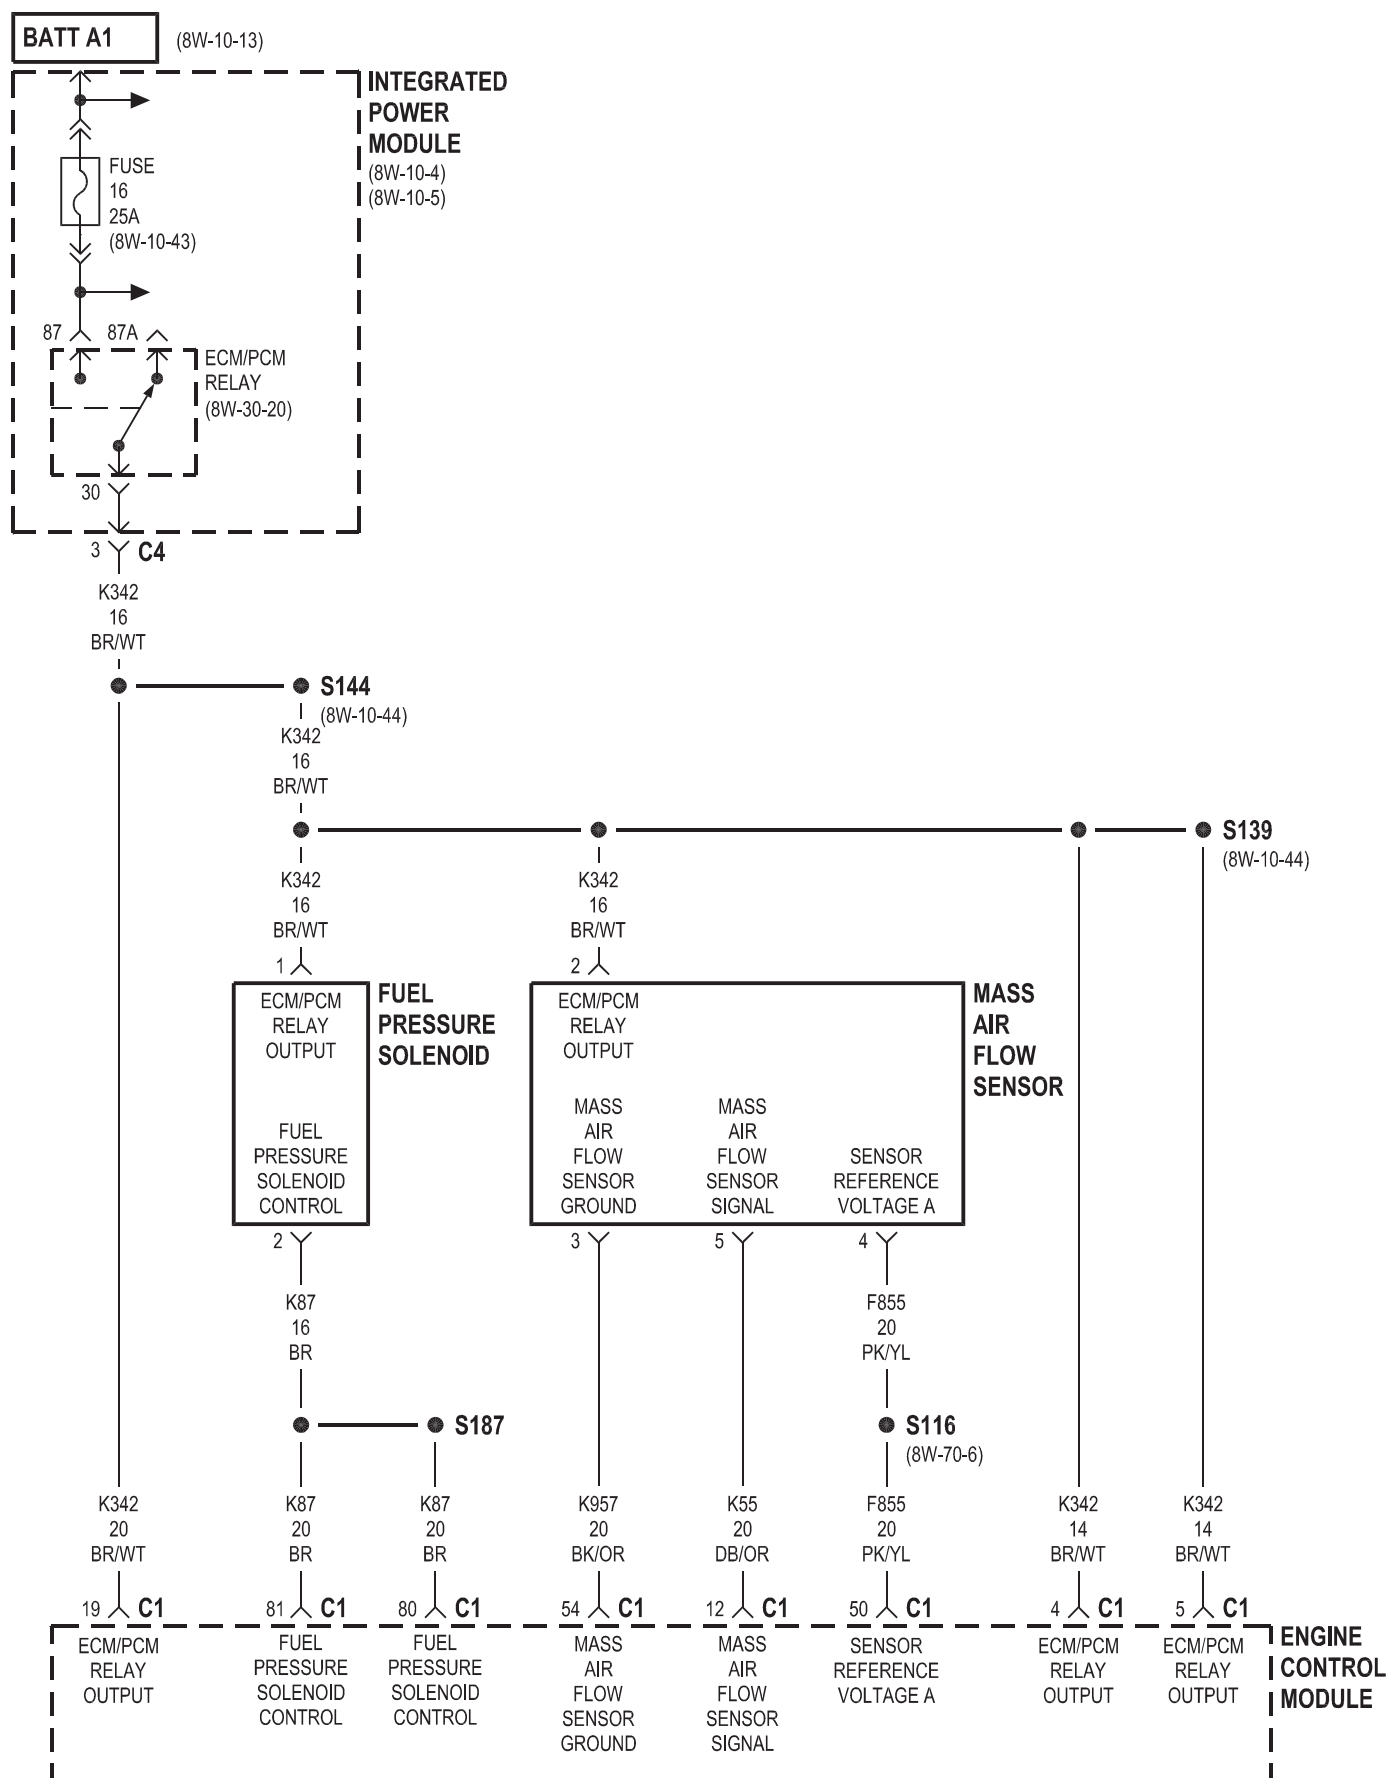 BATT A1 (8W-10-13)
INTEGRATED
POWER
MODULE
(8W-10-4)
(8W-10-5)
FUSE
16
25A
(8W-10-43)
87 87A
ECM/PCM
RELAY
(8W-30-20)
30
3 C4
K342
16
BR/WT
S144
(8W-10-44)
K342
16
BR/WT
S139
(8W-10-44)
K342 K342
16 16
BR/WT BR/WT
1 2
FUEL
PRESSURE
SOLENOID
ECM/PCM
RELAY
OUTPUT
FUEL
PRESSURE
SOLENOID
CONTROL
MASS
AIR
FLOW
SENSOR
ECM/PCM
RELAY
OUTPUT
MASS
AIR
FLOW
SENSOR
GROUND
MASS
AIR
FLOW
SENSOR
SIGNAL
SENSOR
REFERENCE
VOLTAGE A
2 3 5 4
K87 F855
16 20
BR PK/YL
S187 S116
(8W-70-6)
K342 K87 K87 K957 K55 F855 K342 K342
20 20 20 20 20 20 14 14
BR/WT BR BR BK/OR DB/OR PK/YL BR/WT BR/WT
19 C1 81 C1 80 C1 54 C1 12 C1 50 C1 4 C1 5 C1
ECM/PCM
RELAY
OUTPUT
FUEL
PRESSURE
SOLENOID
CONTROL
FUEL
PRESSURE
SOLENOID
CONTROL
MASS
AIR
FLOW
SENSOR
GROUND
MASS
AIR
FLOW
SENSOR
SIGNAL
SENSOR
REFERENCE
VOLTAGE A
ECM/PCM
RELAY
OUTPUT
ECM/PCM
RELAY
OUTPUT
ENGINE
CONTROL
MODULE